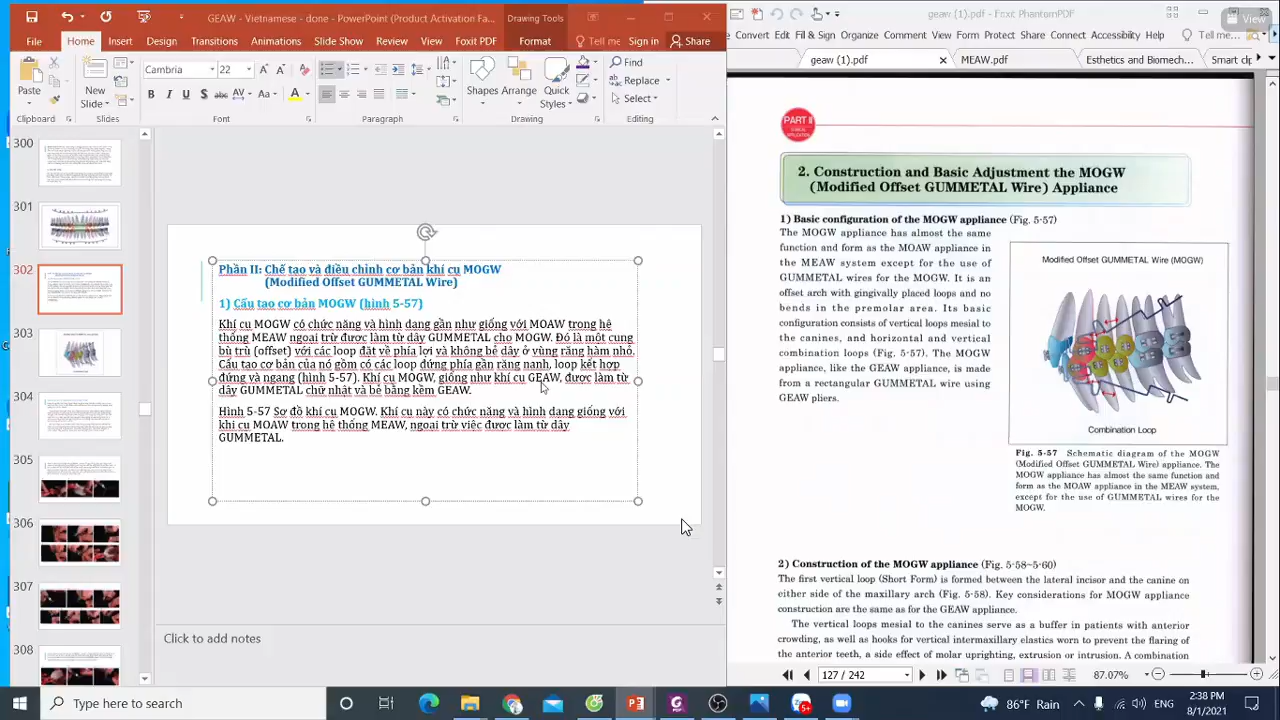 GEAW - Vietnamese - done - PowerPoint (Product Activation Fa...
Drawing Tools
File
Home
Insert
Design
Transitions
Animations
Slide Show
Review
View
Foxit PDF
Format
Tell me
Sign in
Share
Paste
New
Slide
Cambria
22
B I U S abc AV Aa A
Shapes
Arrange
Quick
Styles
Find
Replace
Select
Clipboard
Slides
Font
Paragraph
Drawing
Editing
300
301
302
303
304
305
306
307
308
Phần II: Chế tạo và điều chỉnh cơ bản khí cụ MOGW
(Modified Offset GUMMETAL Wire)
1) Cấu tạo cơ bản MOGW (hình 5-57)
Khí cụ MOGW có chức năng và hình dạng gần như giống với MOAW trong hệ
thống MEAW ngoại trừ được làm từ dây GUMMETAL cho MOGW. Đó là một cung
bù trừ (offset) với các loop đặt về phía lợi và không bẻ dây ở vùng răng hàm nhỏ.
Cấu tạo cơ bản của nó gồm có các loop đứng phía gần răng nanh, loop kết hợp
đứng và ngang (hình 5-57). Khí cụ MOGW, giống như khí cụ GEAW, được làm từ
dây GUMMETAL chữ nhật và bẻ bằng kềm GEAW.
Hình 5-57 Sơ đồ khí cụ MOGW. Khí cụ này có chức năng và hình dạng giống với
khí cụ MOAW trong hệ thống MEAW, ngoại trừ việc được làm từ dây
GUMMETAL.
Click to add notes
geaw (1).pdf - Foxit PhantomPDF
View
Convert
Edit
Fill & Sign
Organize
Comment
View
Form
Protect
Share
Connect
Accessibility
Help
Tell me...
geaw (1).pdf
MEAW.pdf
Esthetics and Biomech...
Smart cl
PART II
2. Construction and Basic Adjustment the MOGW
(Modified Offset GUMMETAL Wire) Appliance
1) Basic configuration of the MOGW appliance (Fig. 5-57)
The MOGW appliance has almost the same
function and form as the MOAW appliance in
the MEAW system except for the use of
GUMMETAL wires for the MOGW. It is an
offset arch with gingivally placed loops and no
bends in the premolar area. Its basic
configuration consists of vertical loops mesial to
the canines, and horizontal and vertical
combination loops (Fig. 5-57). The MOGW
appliance, like the GEAW appliance, is made
from a rectangular GUMMETAL wire using
GEAW pliers.
Modified Offset GUMMETAL Wire (MOGW)
Combination Loop
Fig. 5-57 Schematic diagram of the MOGW
(Modified Offset GUMMETAL Wire) appliance. The
MOGW appliance has almost the same function and
form as the MOAW appliance in the MEAW system,
except for the use of GUMMETAL wires for the
MOGW.
2) Construction of the MOGW appliance (Fig. 5-58~5-60)
The first vertical loop (Short Form) is formed between the lateral incisor and the canine on
either side of the maxillary arch (Fig. 5-58). Key considerations for MOGW appliance
construction are the same as for the GEAW appliance.
The vertical loops mesial to the canines serve as a buffer in patients with anterior
crowding, as well as hooks for vertical intermaxillary elastics worn to prevent the flaring of
the anterior teeth, a side effect of molar uprighting, extrusion or intrusion. A combination
127 / 242
87.07%
Type here to search
86°F Rain
2:38 PM
8/1/2021